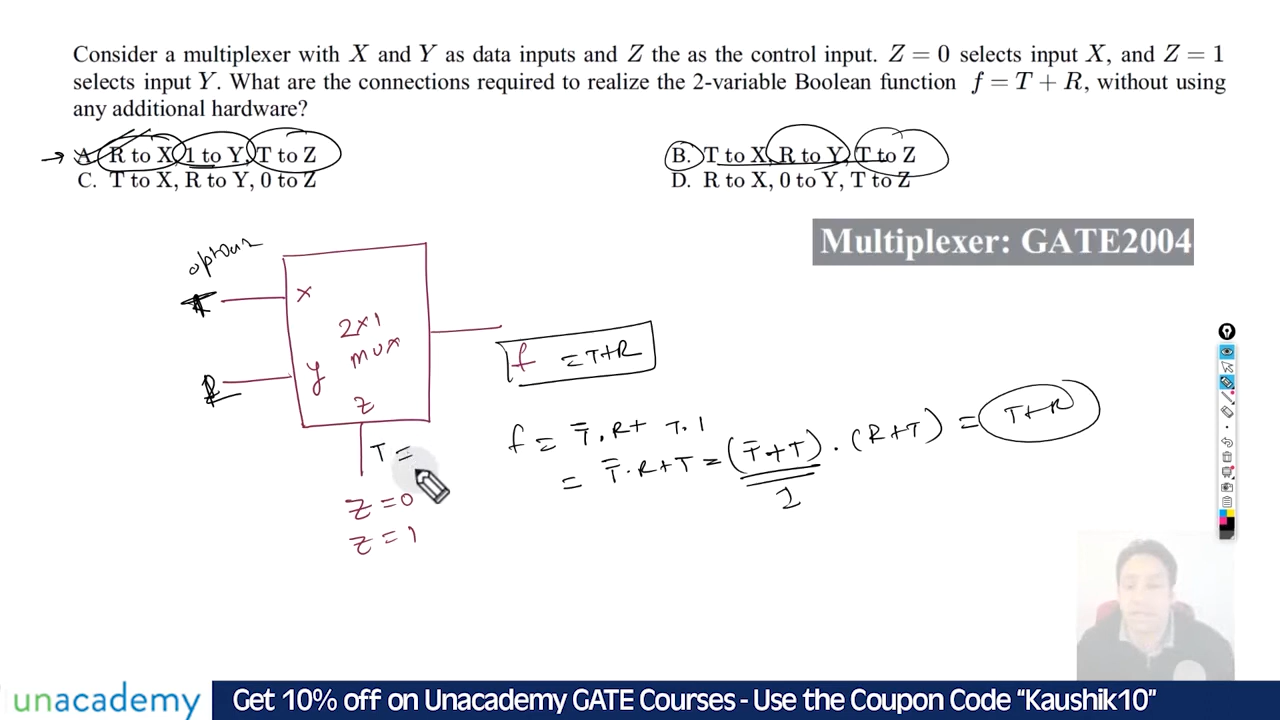 Consider a multiplexer with X and Y as data inputs and Z the as the control input. Z = 0 selects input X, and Z = 1
selects input Y. What are the connections required to realize the 2-variable Boolean function f = T + R, without using
any additional hardware?
A. R to X, 1 to Y, T to Z
B. T to X, R to Y, T to Z
C. T to X, R to Y, 0 to Z
D. R to X, 0 to Y, T to Z
Multiplexer: GATE2004
X
2x1
mux
y
R
Z
f = T+R
T =
Z = 0
Z = 1
f = T̄.R+ T.1
= T̄.R+T = (T̄+T) . (R+T) = T+R
1
unacademy
Get 10% off on Unacademy GATE Courses - Use the Coupon Code “Kaushik10”